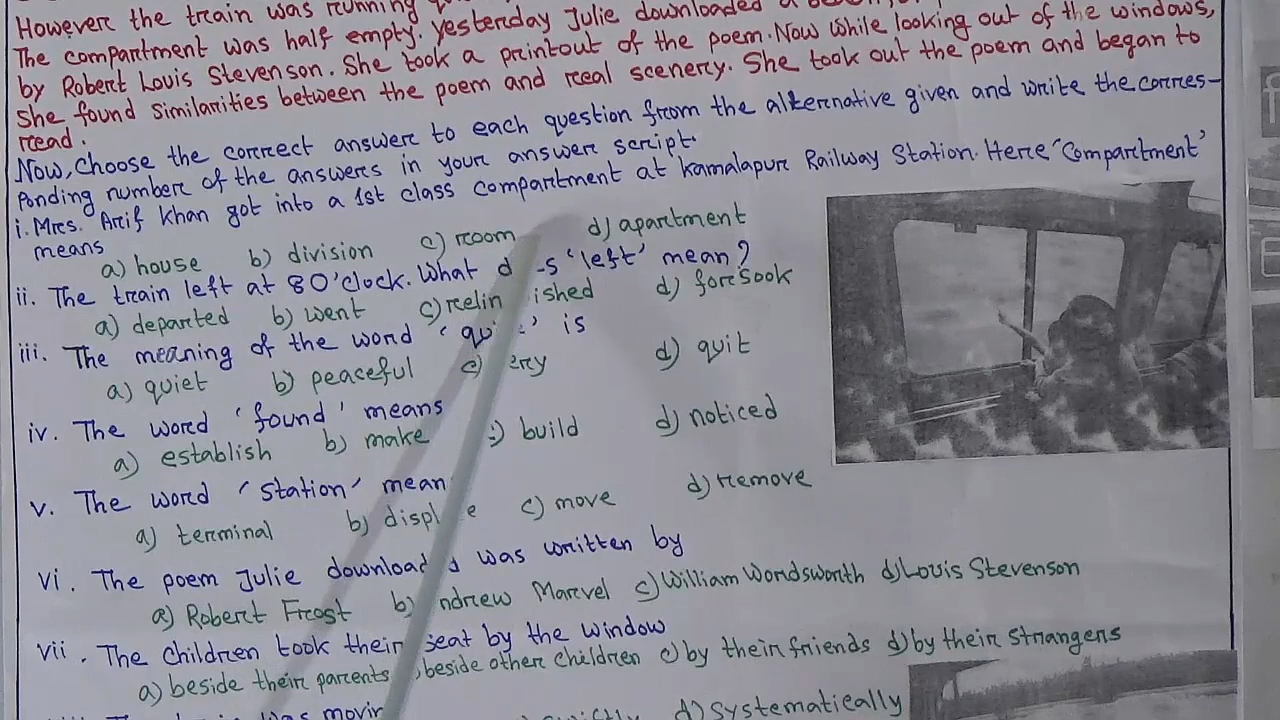 However the train was running
The compartment was half empty. yesterday Julie downloaded a
by Robert Louis Stevenson. She took a printout of the poem. Now while looking out of the windows,
She found similarities between the poem and real scenery. She took out the poem and began to
read.
Now, Choose the correct answer to each question from the alternative given and write the corres-
ponding number of the answers in your answer script.
i. Mrs. Arif Khan got into a 1st class compartment at Kamalapur Railway Station. Here 'Compartment'
means
a) house b) division c) room d) apartment
ii. The train left at 8 O'clock. What 'left' mean?
a) departed b) went c) d) foresook
iii. The meaning of the word is
a) quiet b) peaceful d) quit
iv. The word 'found' means
a) establish b) make c) build d) noticed
v. The word 'station' mean
a) terminal b) c) move d) remove
vi. The poem Julie was written by
a) Robert Frost b) Marvel c) William Wordsworth d) Louis Stevenson
vii. The children took their seat by the window
a) beside their parents, beside other children c) by their friends d) by their strangers
d) systematically